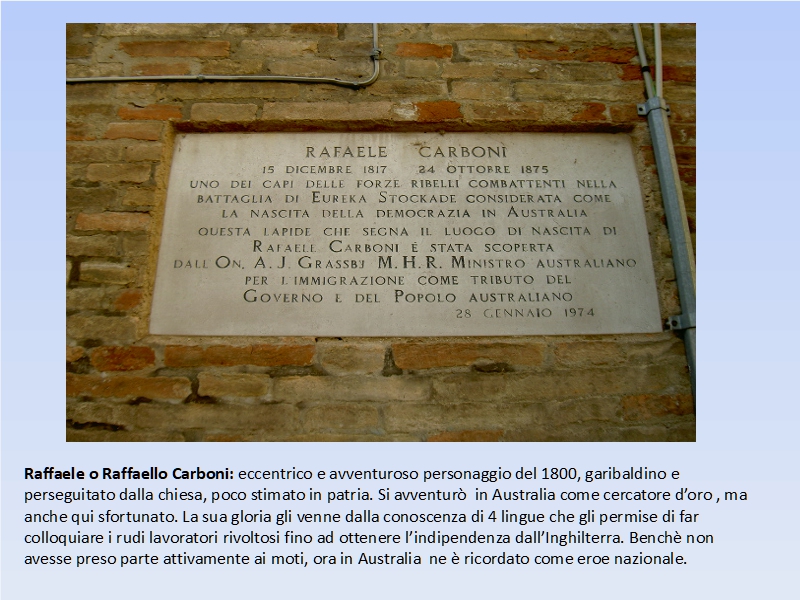 RAFAELE CARBONI
15 DICEMBRE 1817 24 OTTOBRE 1875
UNO DEI CAPI DELLE FORZE RIBELLI COMBATTENTI NELLA
BATTAGLIA DI EUREKA STOCKADE CONSIDERATA COME
LA NASCITA DELLA DEMOCRAZIA IN AUSTRALIA
QUESTA LAPIDE CHE SEGNA IL LUOGO DI NASCITA DI
RAFAELE CARBONI È STATA SCOPERTA
DALL ON. A.J. GRASSBJ M.H.R. MINISTRO AUSTRALIANO
PER L'IMMIGRAZIONE COME TRIBUTO DEL
GOVERNO E DEL POPOLO AUSTRALIANO
28 GENNAIO 1974
Raffaele o Raffaello Carboni: eccentrico e avventuroso personaggio del 1800, garibaldino e
perseguitato dalla chiesa, poco stimato in patria. Si avventurò in Australia come cercatore d'oro , ma
anche qui sfortunato. La sua gloria gli venne dalla conoscenza di 4 lingue che gli permise di far
colloquiare i rudi lavoratori rivoltosi fino ad ottenere l'indipendenza dall'Inghilterra. Benchè non
avesse preso parte attivamente ai moti, ora in Australia ne è ricordato come eroe nazionale.